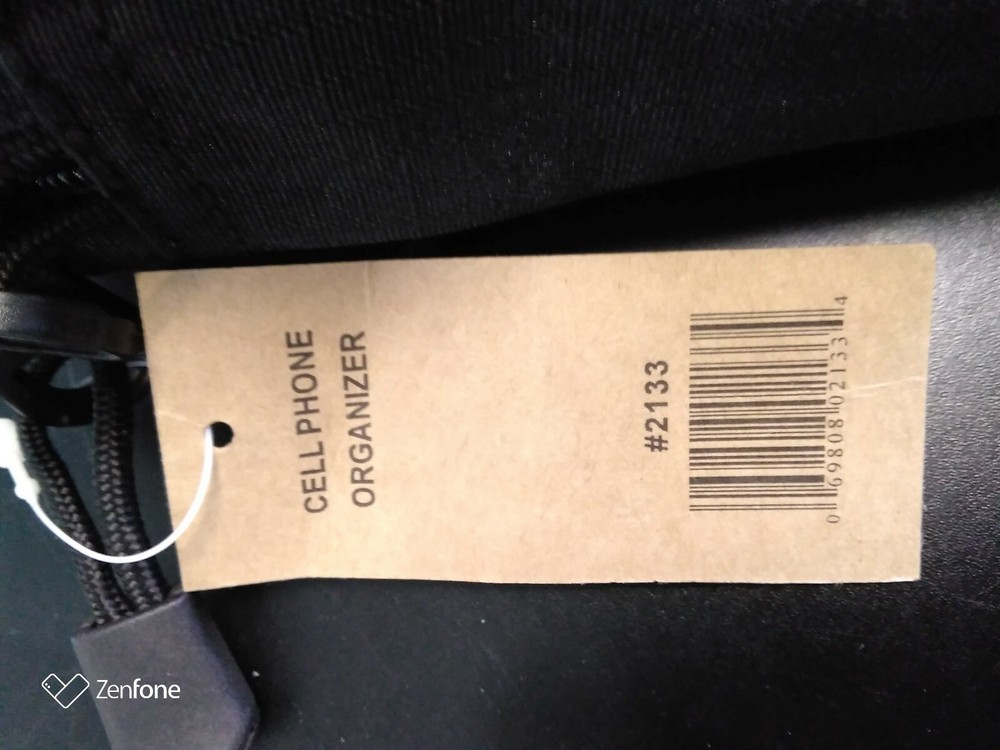 CELL PHONE
ORGANIZER
#2133
0 69808 02133 4
Zenfone